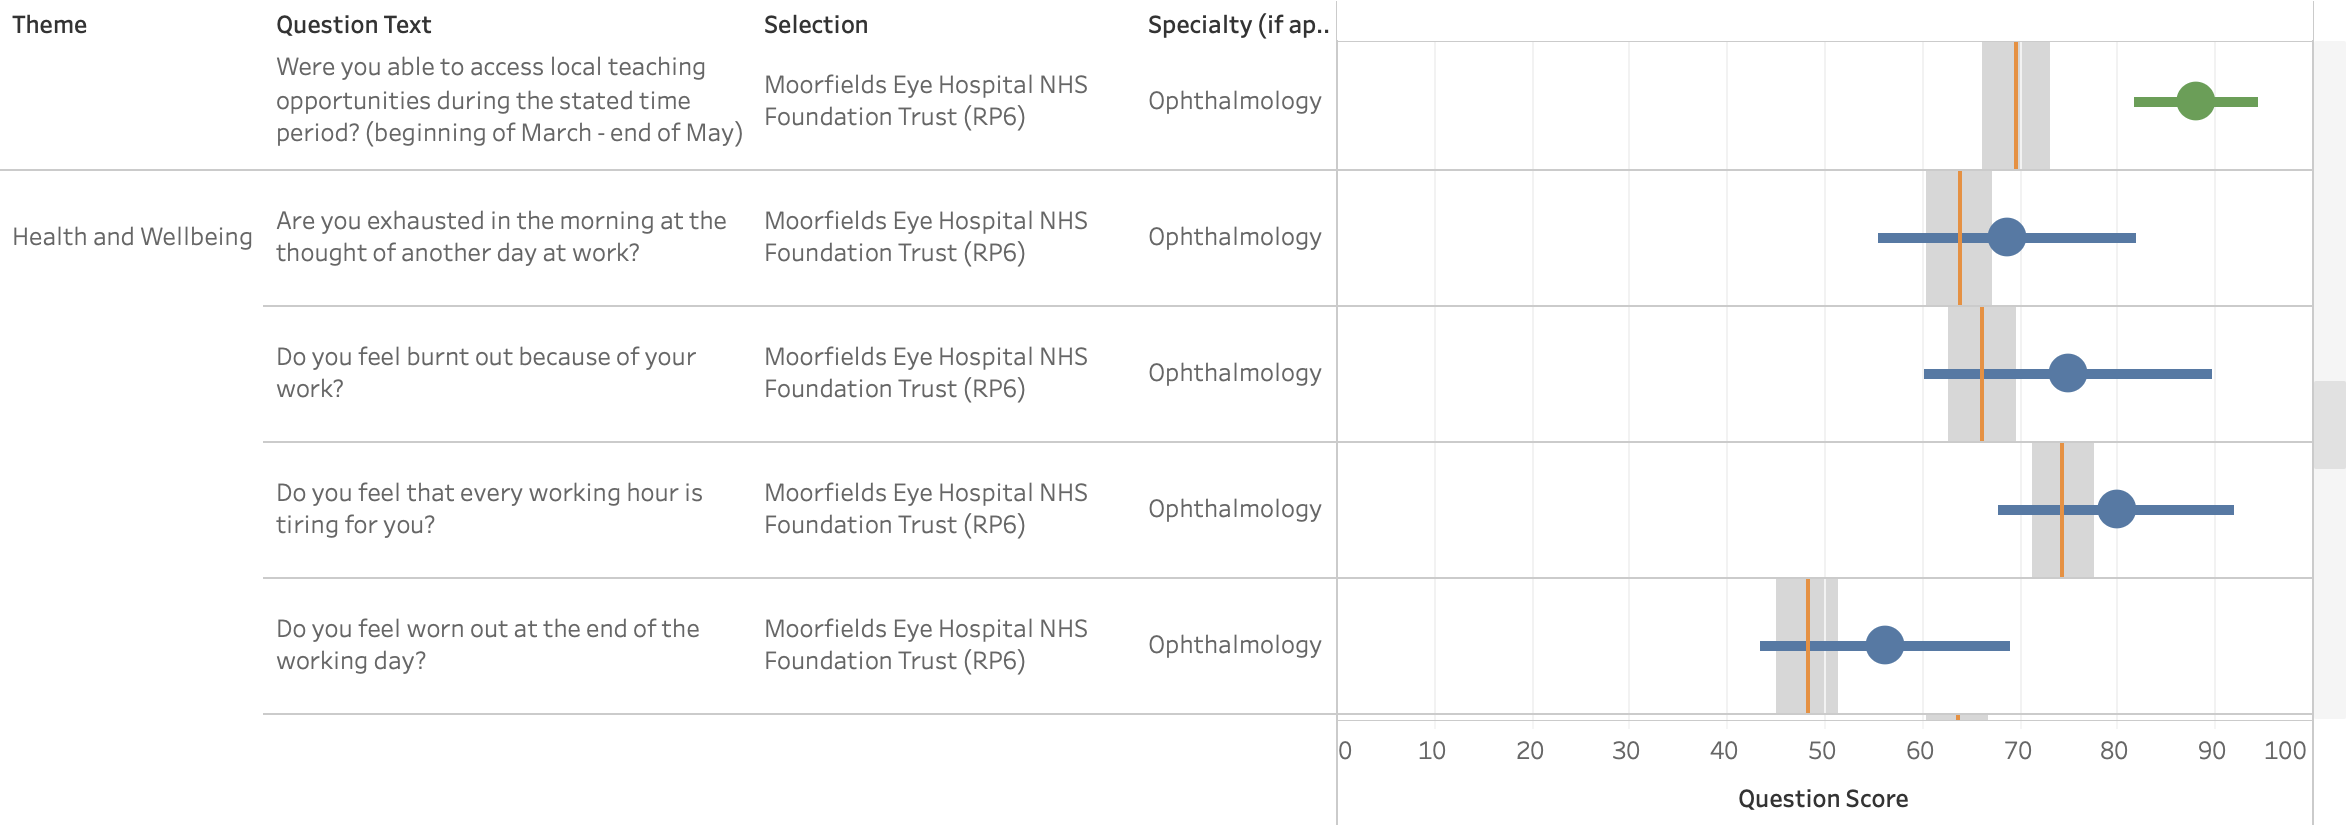 Theme
Question Text
Selection
Specialty (if ap..
Were you able to access local teaching
opportunities during the stated time
period? (beginning of March - end of May)
Moorfields Eye Hospital NHS
Foundation Trust (RP6)
Ophthalmology
Health and Wellbeing
Are you exhausted in the morning at the
thought of another day at work?
Moorfields Eye Hospital NHS
Foundation Trust (RP6)
Ophthalmology
Do you feel burnt out because of your
work?
Moorfields Eye Hospital NHS
Foundation Trust (RP6)
Ophthalmology
Do you feel that every working hour is
tiring for you?
Moorfields Eye Hospital NHS
Foundation Trust (RP6)
Ophthalmology
Do you feel worn out at the end of the
working day?
Moorfields Eye Hospital NHS
Foundation Trust (RP6)
Ophthalmology
0 10 20 30 40 50 60 70 80 90 100
Question Score